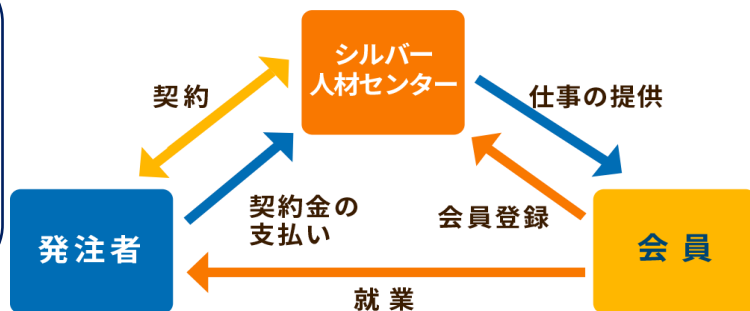 シルバー
人材センター
契約
仕事の提供
契約金の
支払い
会員登録
発注者
会員
就業